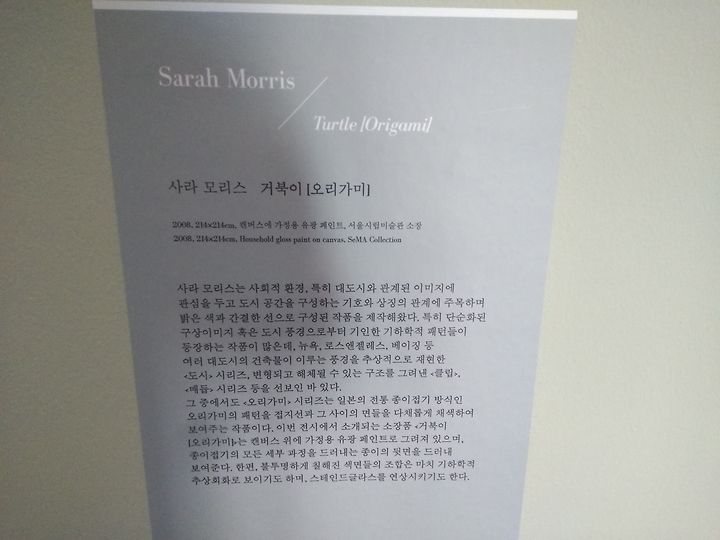 Sarah Morris
Turtle [Origami]
사라 모리스 거북이 [오리가미]
2008, 214×214cm, 캔버스에 가정용 유광 페인트, 서울시립미술관 소장
2008, 214×214cm, Household gloss paint on canvas, SeMA Collection
사라 모리스는 사회적 환경, 특히 대도시와 관계된 이미지에
관심을 두고 도시 공간을 구성하는 기호와 상징의 관계에 주목하며
밝은 색과 간결한 선으로 구성된 작품을 제작해왔다. 특히 단순화된
구상이미지 혹은 도시 풍경으로부터 기인한 기하학적 패턴들이
등장하는 작품이 많은데, 뉴욕, 로스앤젤레스, 베이징 등
여러 대도시의 건축물이 이루는 풍경을 추상적으로 재현한
<도시> 시리즈, 변형되고 해체될 수 있는 구조를 그려낸 <클립>,
<매듭> 시리즈 등을 선보인 바 있다.
그 중에서도 <오리가미> 시리즈는 일본의 전통 종이접기 방식인
오리가미의 패턴을 접지선과 그 사이의 면들을 다채롭게 채색하여
보여주는 작품이다. 이번 전시에서 소개되는 소장품 <거북이
[오리가미]>는 캔버스 위에 가정용 유광 페인트로 그려져 있으며,
종이접기의 모든 세부 과정을 드러내는 종이의 뒷면을 드러내
보여준다. 한편, 불투명하게 칠해진 색면들의 조합은 마치 기하학적
추상회화로 보이기도 하며, 스테인드글라스를 연상시키기도 한다.